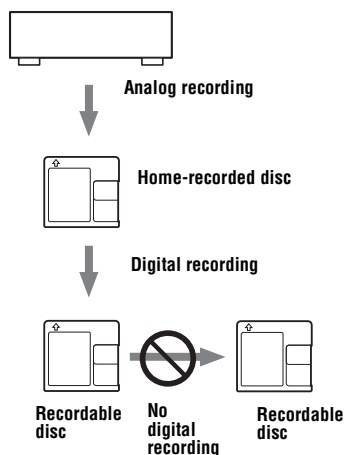 Analog recording
Home-recorded disc
Digital recording
Recordable
disc
No
digital
recording
Recordable
disc